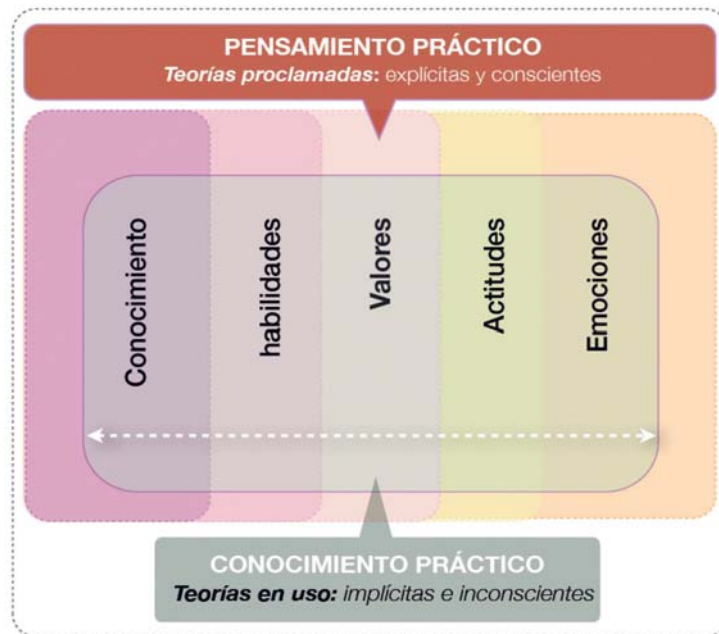 PENSAMIENTO PRÁCTICO
Teorías proclamadas: explícitas y conscientes
Conocimiento
habilidades
Valores
Actitudes
Emociones
CONOCIMIENTO PRÁCTICO
Teorías en uso: implícitas e inconscientes